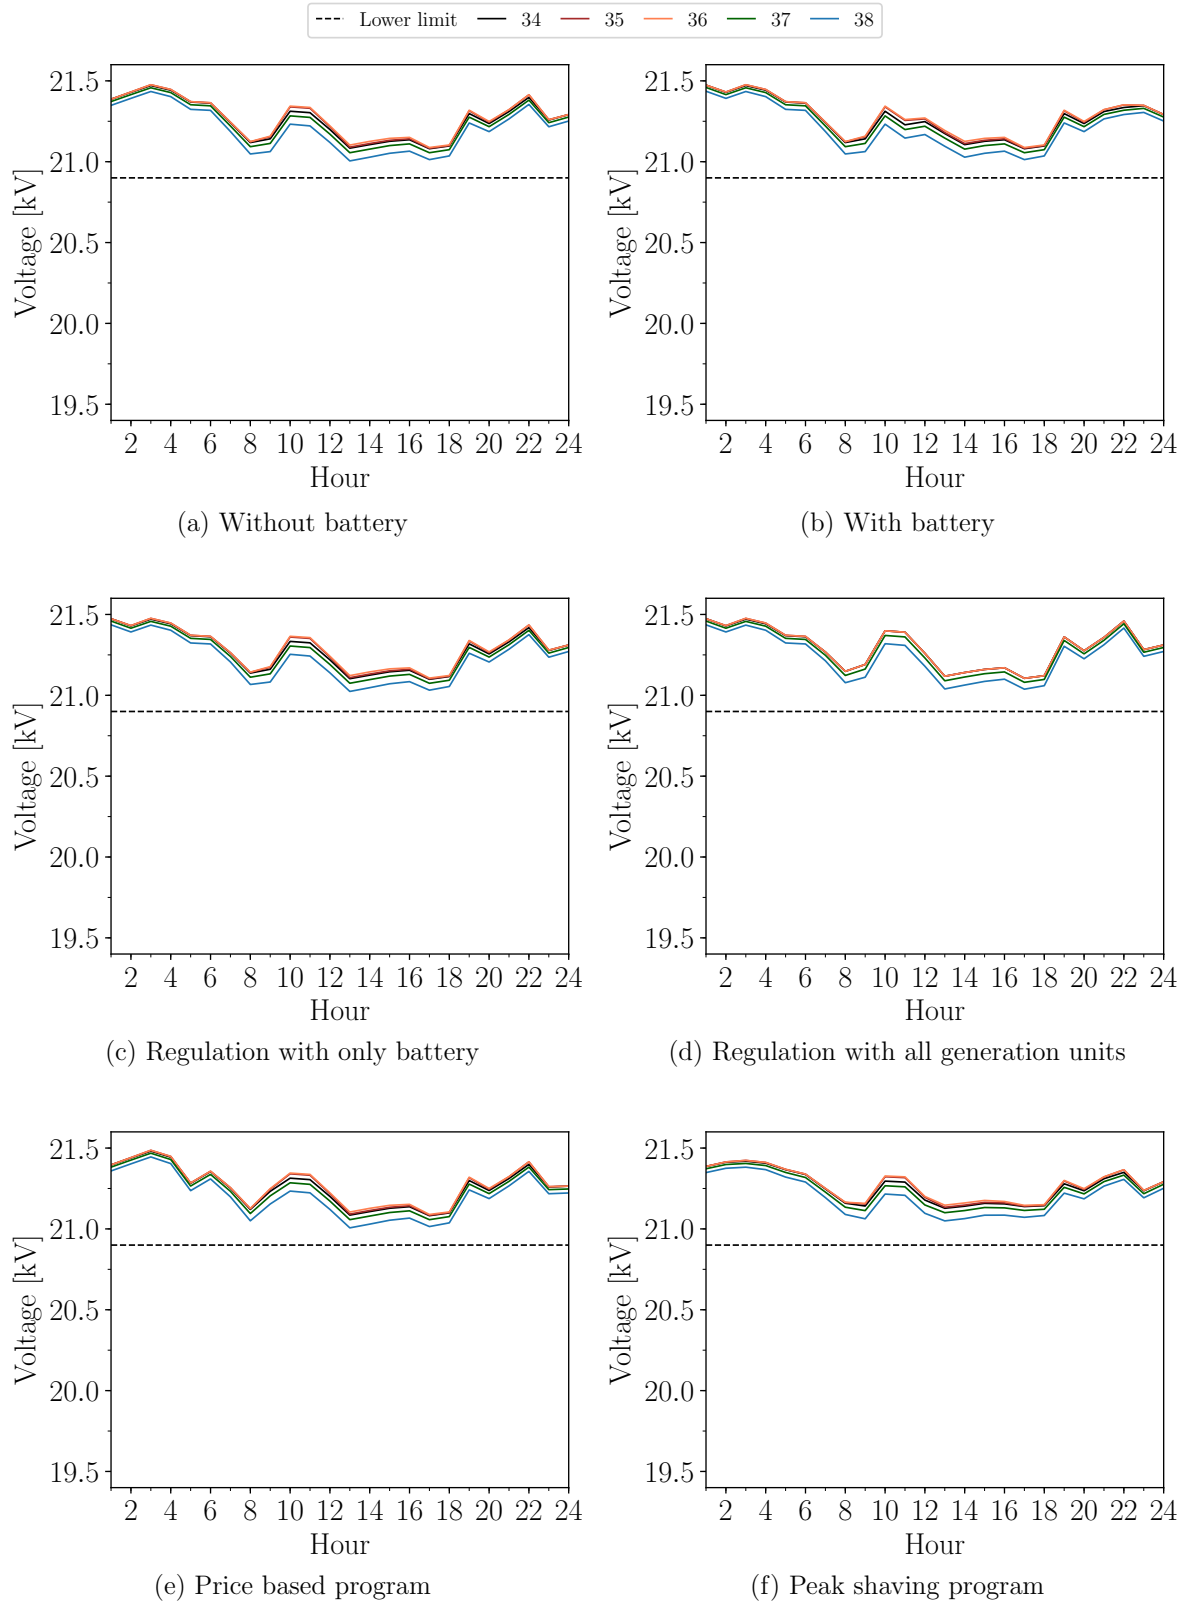 Lower limit 34 35 36 37 38
21.5 21.0 20.5 20.0 19.5
Voltage [kV]
2 4 6 8 10 12 14 16 18 20 22 24
Hour
(a) Without battery
21.5 21.0 20.5 20.0 19.5
Voltage [kV]
2 4 6 8 10 12 14 16 18 20 22 24
Hour
(b) With battery
21.5 21.0 20.5 20.0 19.5
Voltage [kV]
2 4 6 8 10 12 14 16 18 20 22 24
Hour
(c) Regulation with only battery
21.5 21.0 20.5 20.0 19.5
Voltage [kV]
2 4 6 8 10 12 14 16 18 20 22 24
Hour
(d) Regulation with all generation units
21.5 21.0 20.5 20.0 19.5
Voltage [kV]
2 4 6 8 10 12 14 16 18 20 22 24
Hour
(e) Price based program
21.5 21.0 20.5 20.0 19.5
Voltage [kV]
2 4 6 8 10 12 14 16 18 20 22 24
Hour
(f) Peak shaving program